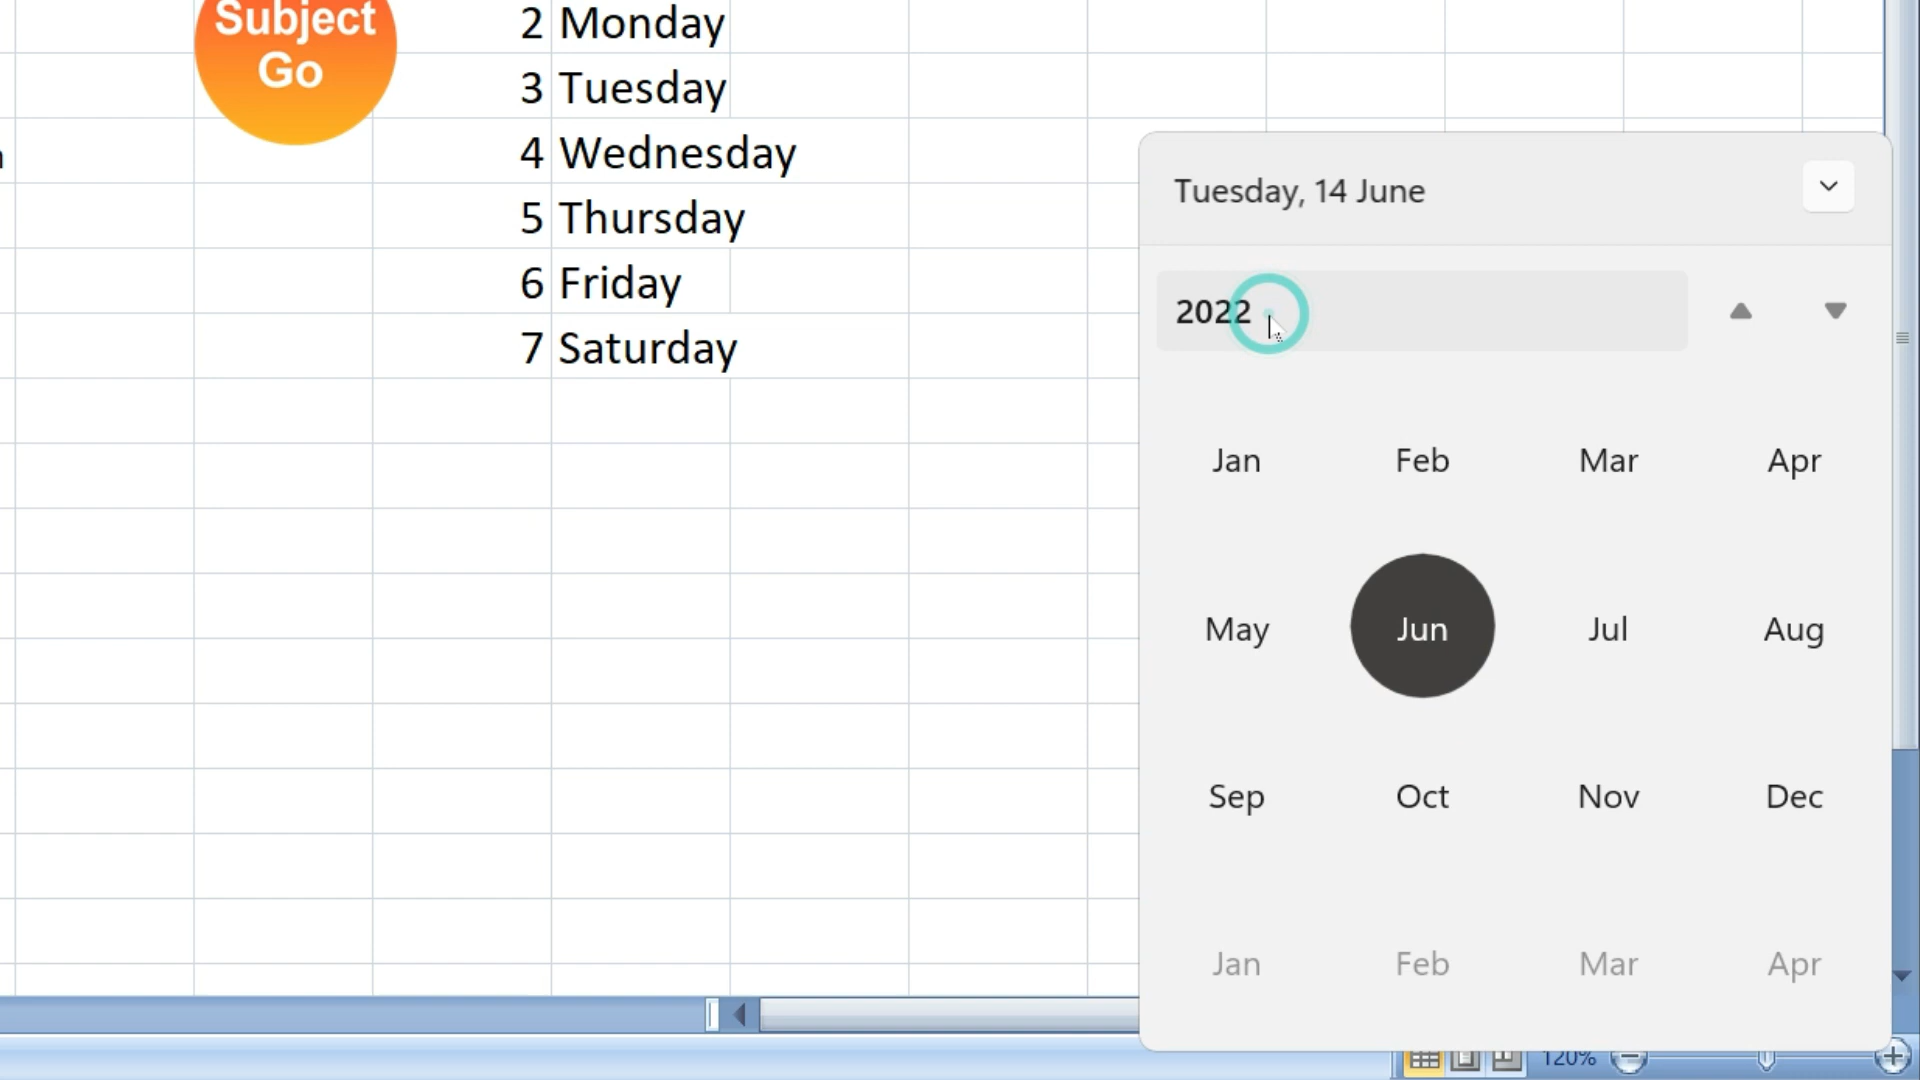 Subject
Go
2 Monday
3 Tuesday
4 Wednesday
5 Thursday
6 Friday
7 Saturday
Tuesday, 14 June
2022
Jan Feb Mar Apr
May Jun Jul Aug
Sep Oct Nov Dec
Jan Feb Mar Apr
120%